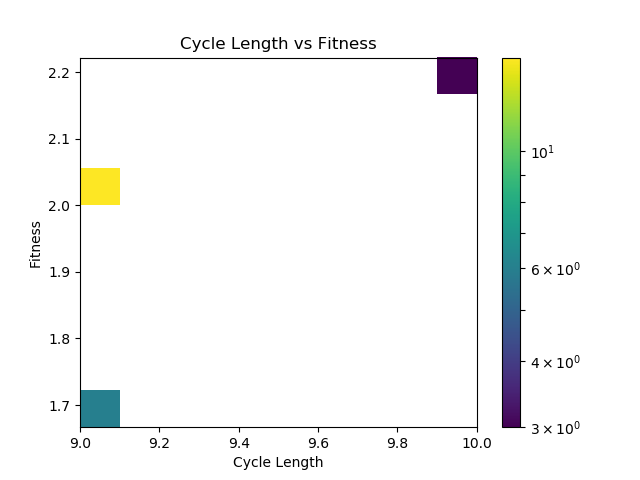 Cycle Length vs Fitness
2.2
2.1
2.0
1.9
1.8
1.7
Fitness
9.0 9.2 9.4 9.6 9.8 10.0
Cycle Length
10¹
6 × 10⁰
4 × 10⁰
3 × 10⁰